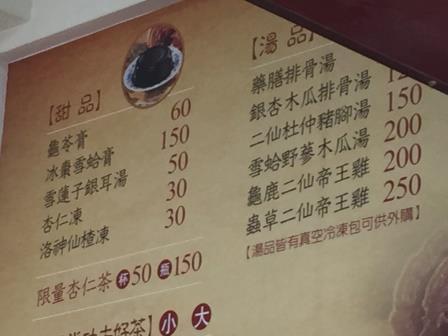 【甜 品】
龜苓膏 60
冰棗雪蛤膏 150
雪蓮子銀耳湯 50
杏仁凍 30
洛神仙楂凍 30
限量杏仁茶 杯50 瓶150
好茶】小 大
【湯 品】
藥膳排骨湯
銀杏木瓜排骨湯
二仙杜仲豬腳湯 150
雪蛤野蔘木瓜湯 200
龜鹿二仙帝王雞 200
蟲草二仙帝王雞 250
【湯品皆有真空冷凍包可供外購】